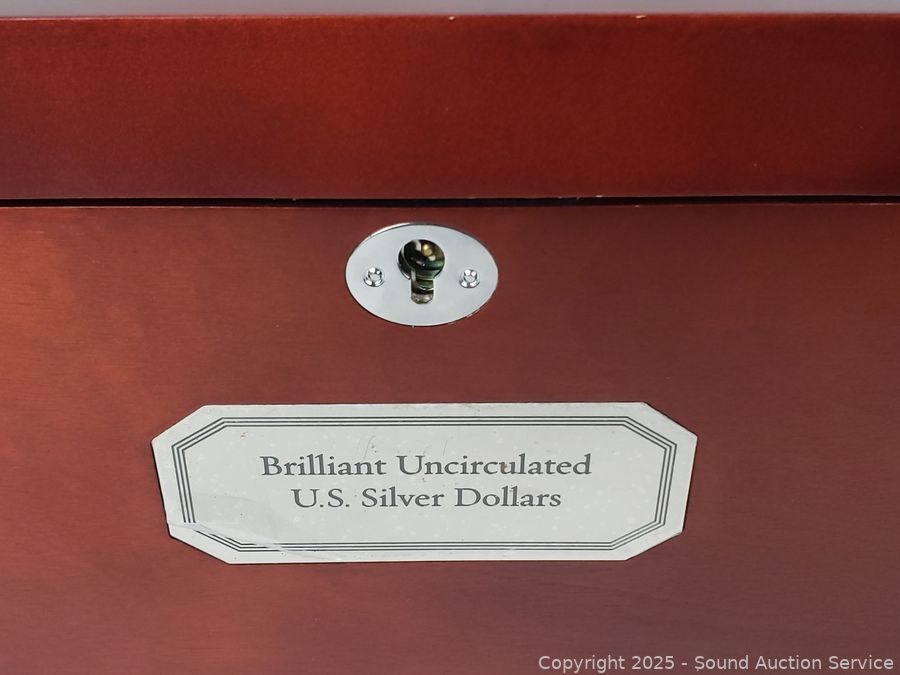 Brilliant Uncirculated
U.S. Silver Dollars
Copyright 2025 - Sound Auction Service